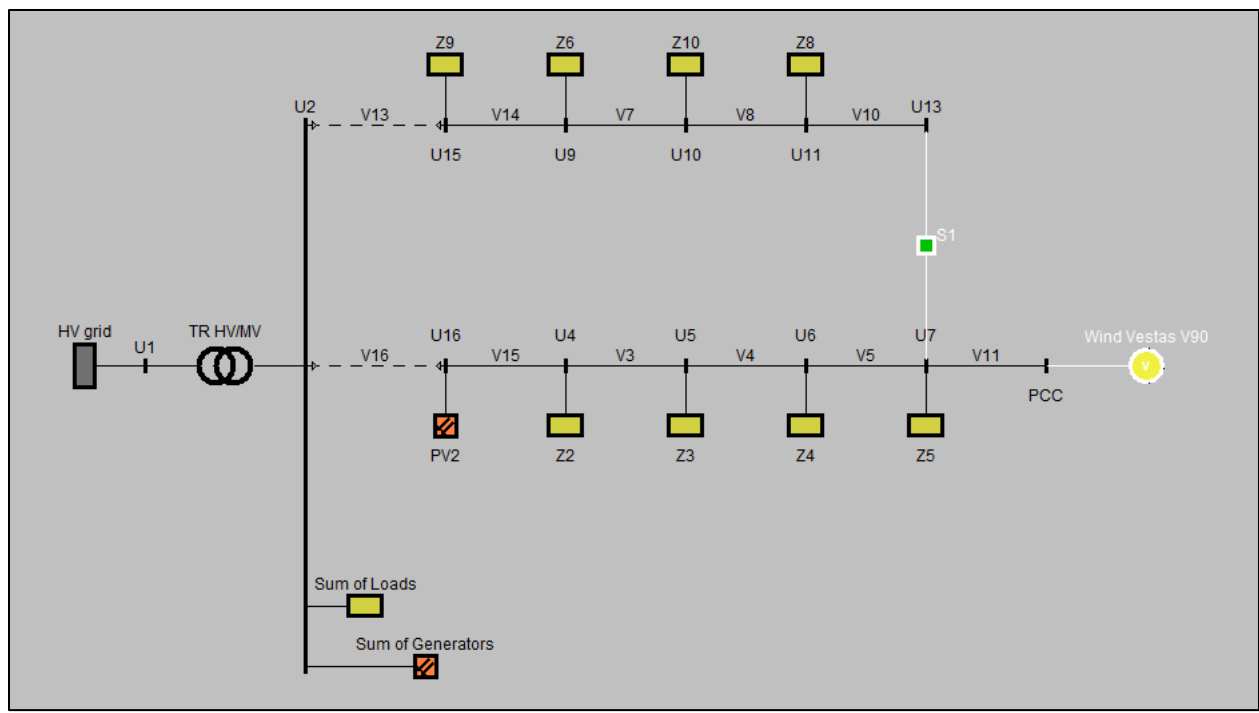 Z9 Z6 Z10 Z8
U2 V13 V14 V7 V8 V10 U13
U15 U9 U10 U11
S1
HV grid U1 TR HV/MV U16 U4 U5 U6 U7 Wind Vestas V90
V16 V15 V3 V4 V5 V11
V
PCC
PV2 Z2 Z3 Z4 Z5
Sum of Loads
Sum of Generators